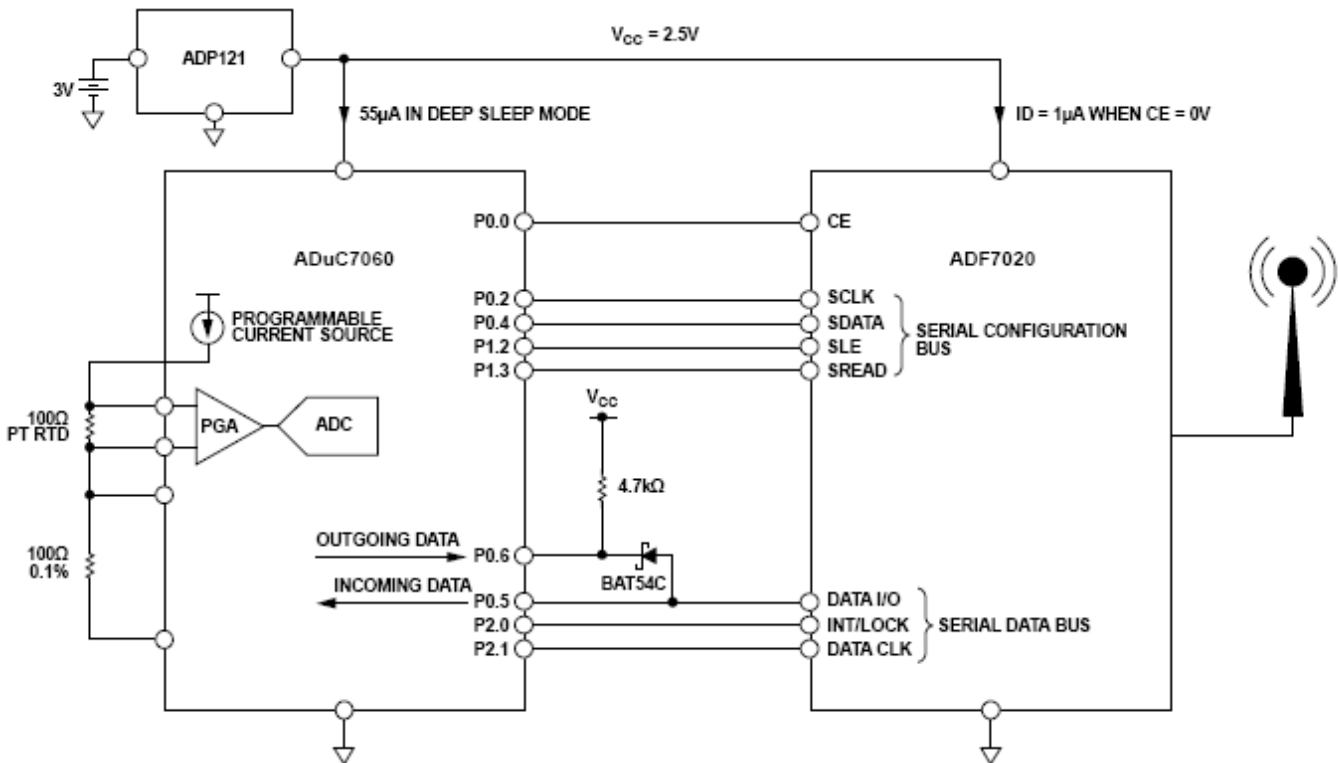 ADP121
V_CC = 2.5V
3V
55µA IN DEEP SLEEP MODE
ID = 1µA WHEN CE = 0V
P0.0
CE
ADuC7060
ADF7020
P0.2
SCLK
PROGRAMMABLE
CURRENT SOURCE
P0.4
SDATA
SERIAL CONFIGURATION
BUS
P1.2
SLE
P1.3
SREAD
V_CC
100Ω
PT RTD
PGA
ADC
4.7kΩ
OUTGOING DATA
P0.6
100Ω
0.1%
BAT54C
INCOMING DATA
P0.5
DATA I/O
P2.0
INT/LOCK
SERIAL DATA BUS
P2.1
DATA CLK